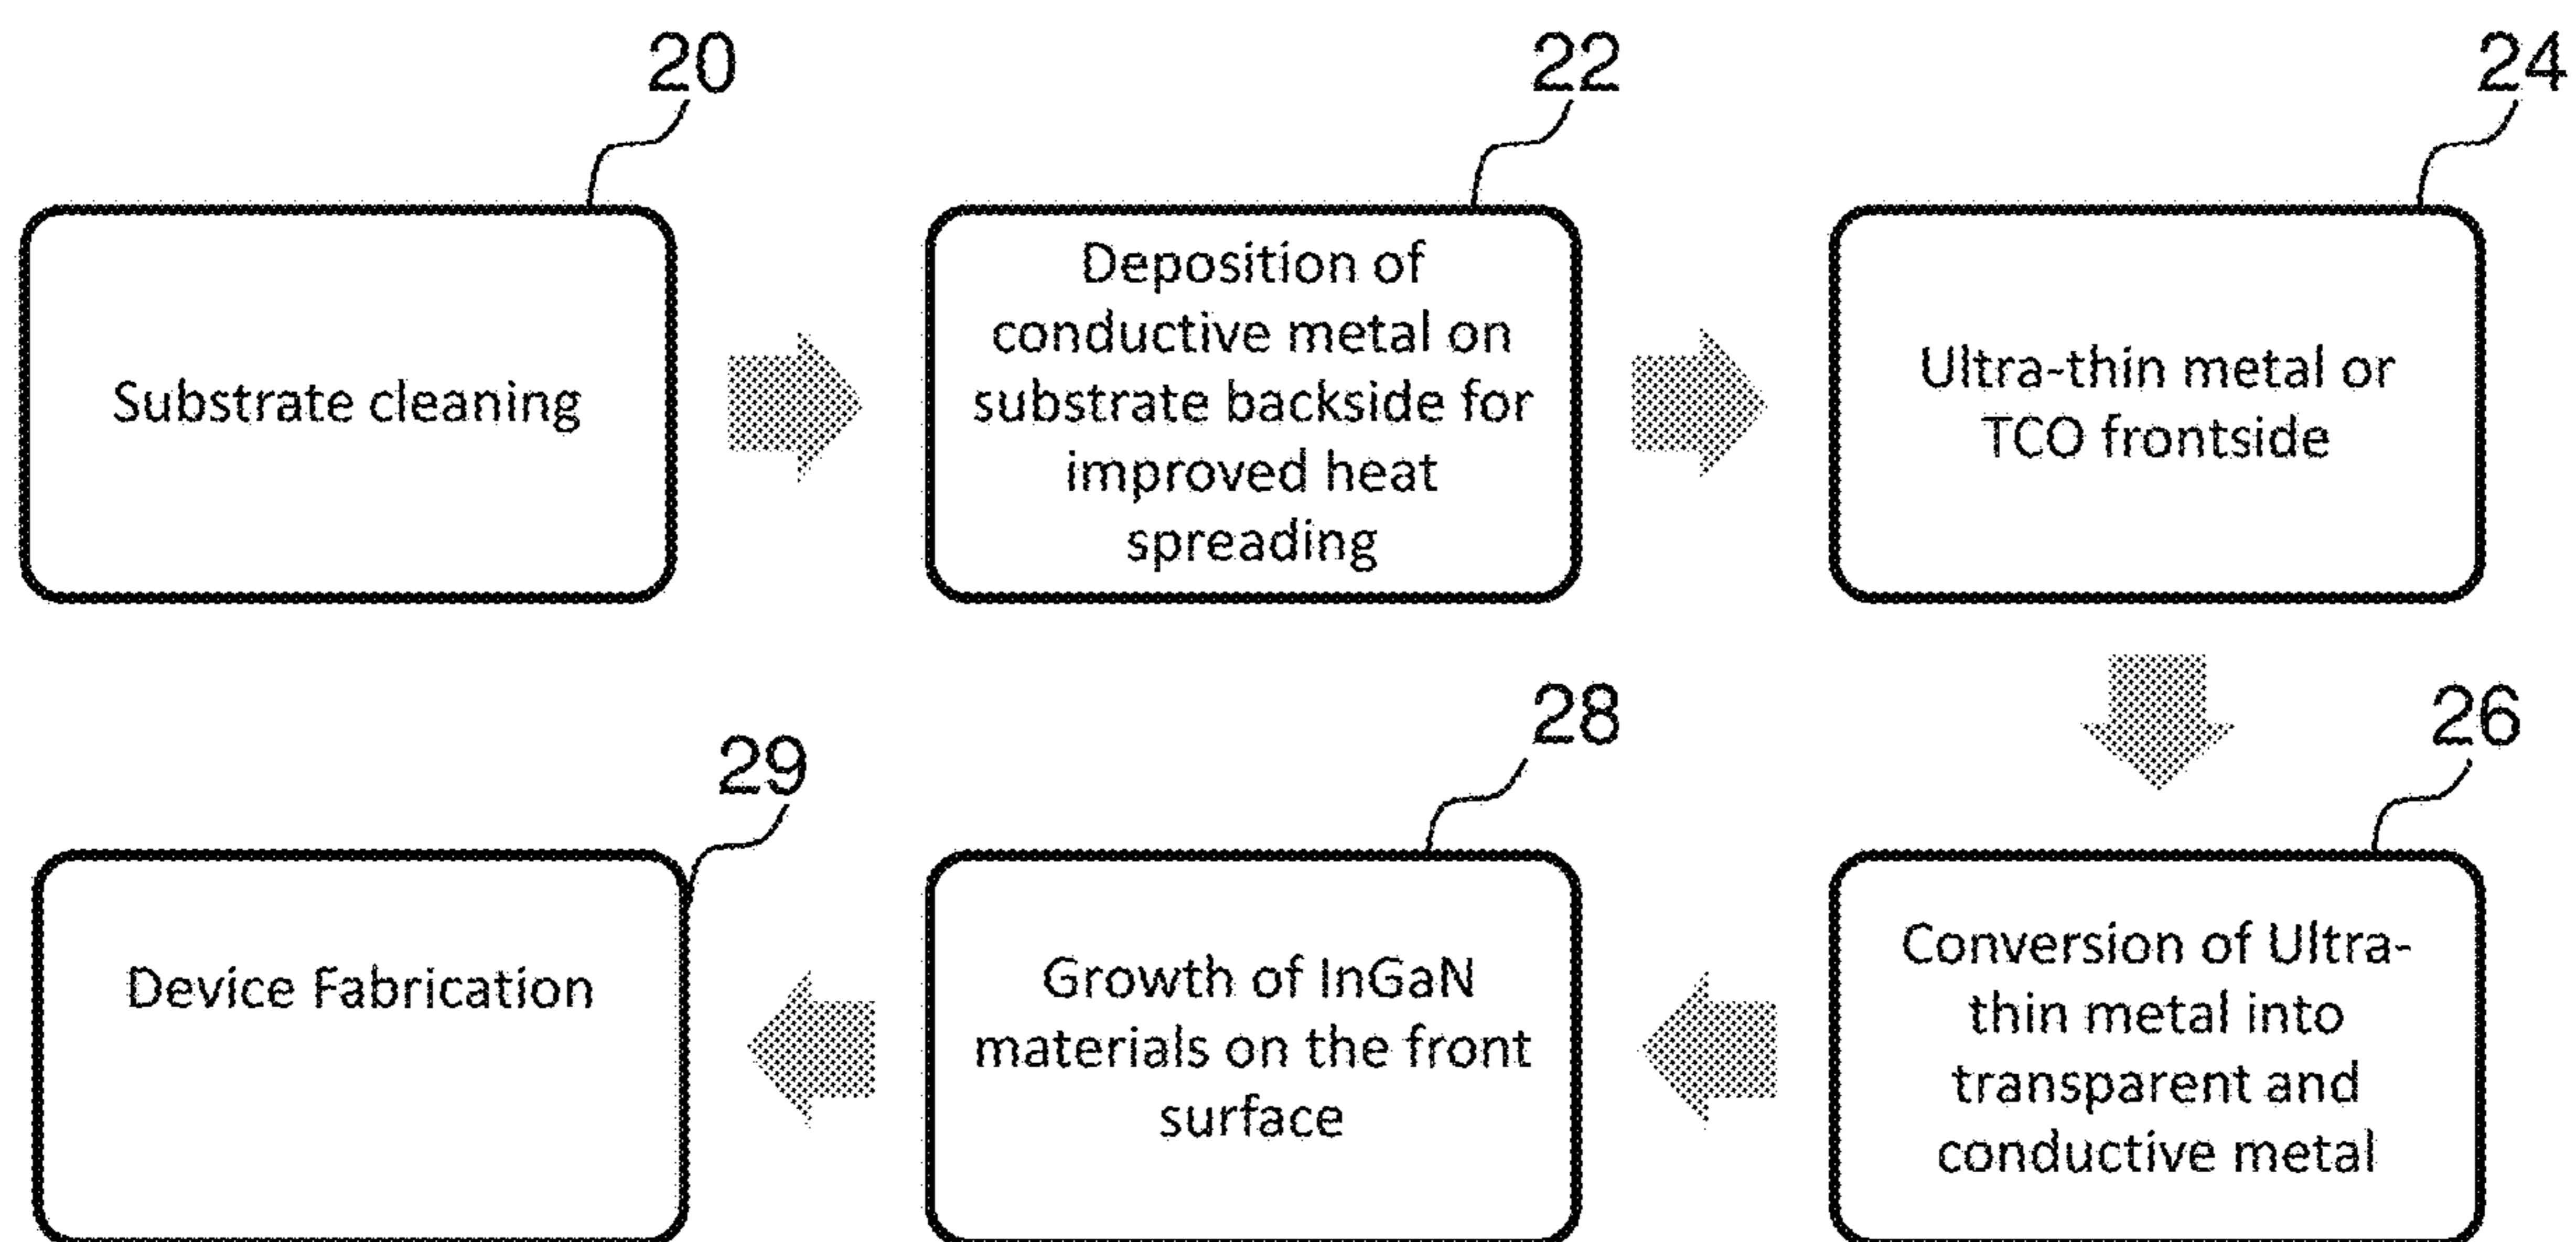 20
Substrate cleaning
22
Deposition of
conductive metal on
substrate backside for
improved heat
spreading
24
Ultra-thin metal or
TCO frontside
26
Conversion of Ultra-
thin metal into
transparent and
conductive metal
28
Growth of InGaN
materials on the front
surface
29
Device Fabrication